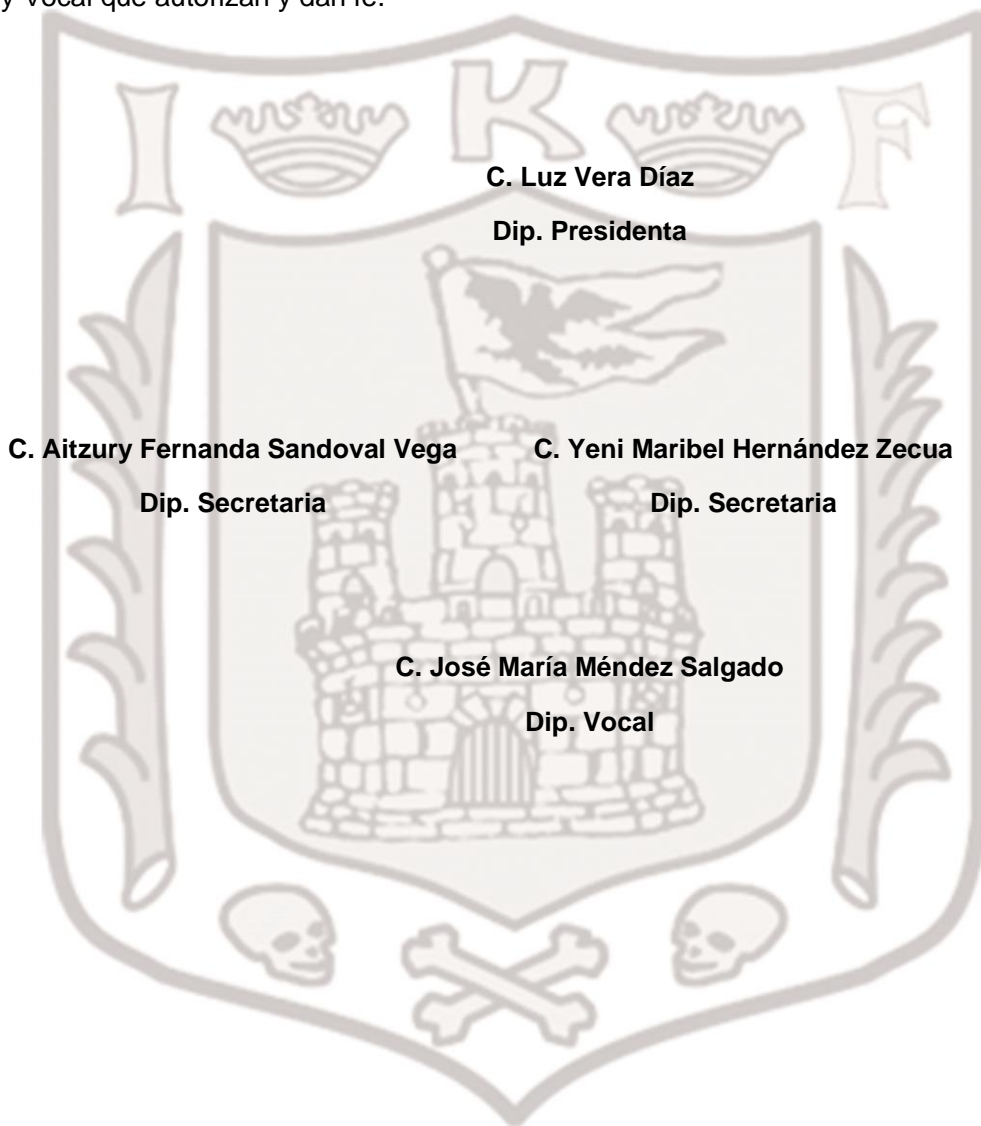 y Vocal que autorizan y dan fe.
I K F
C. Luz Vera Díaz
Dip. Presidenta
C. Aitzury Fernanda Sandoval Vega C. Yeni Maribel Hernández Zecua
Dip. Secretaria Dip. Secretaria
C. José María Méndez Salgado
Dip. Vocal